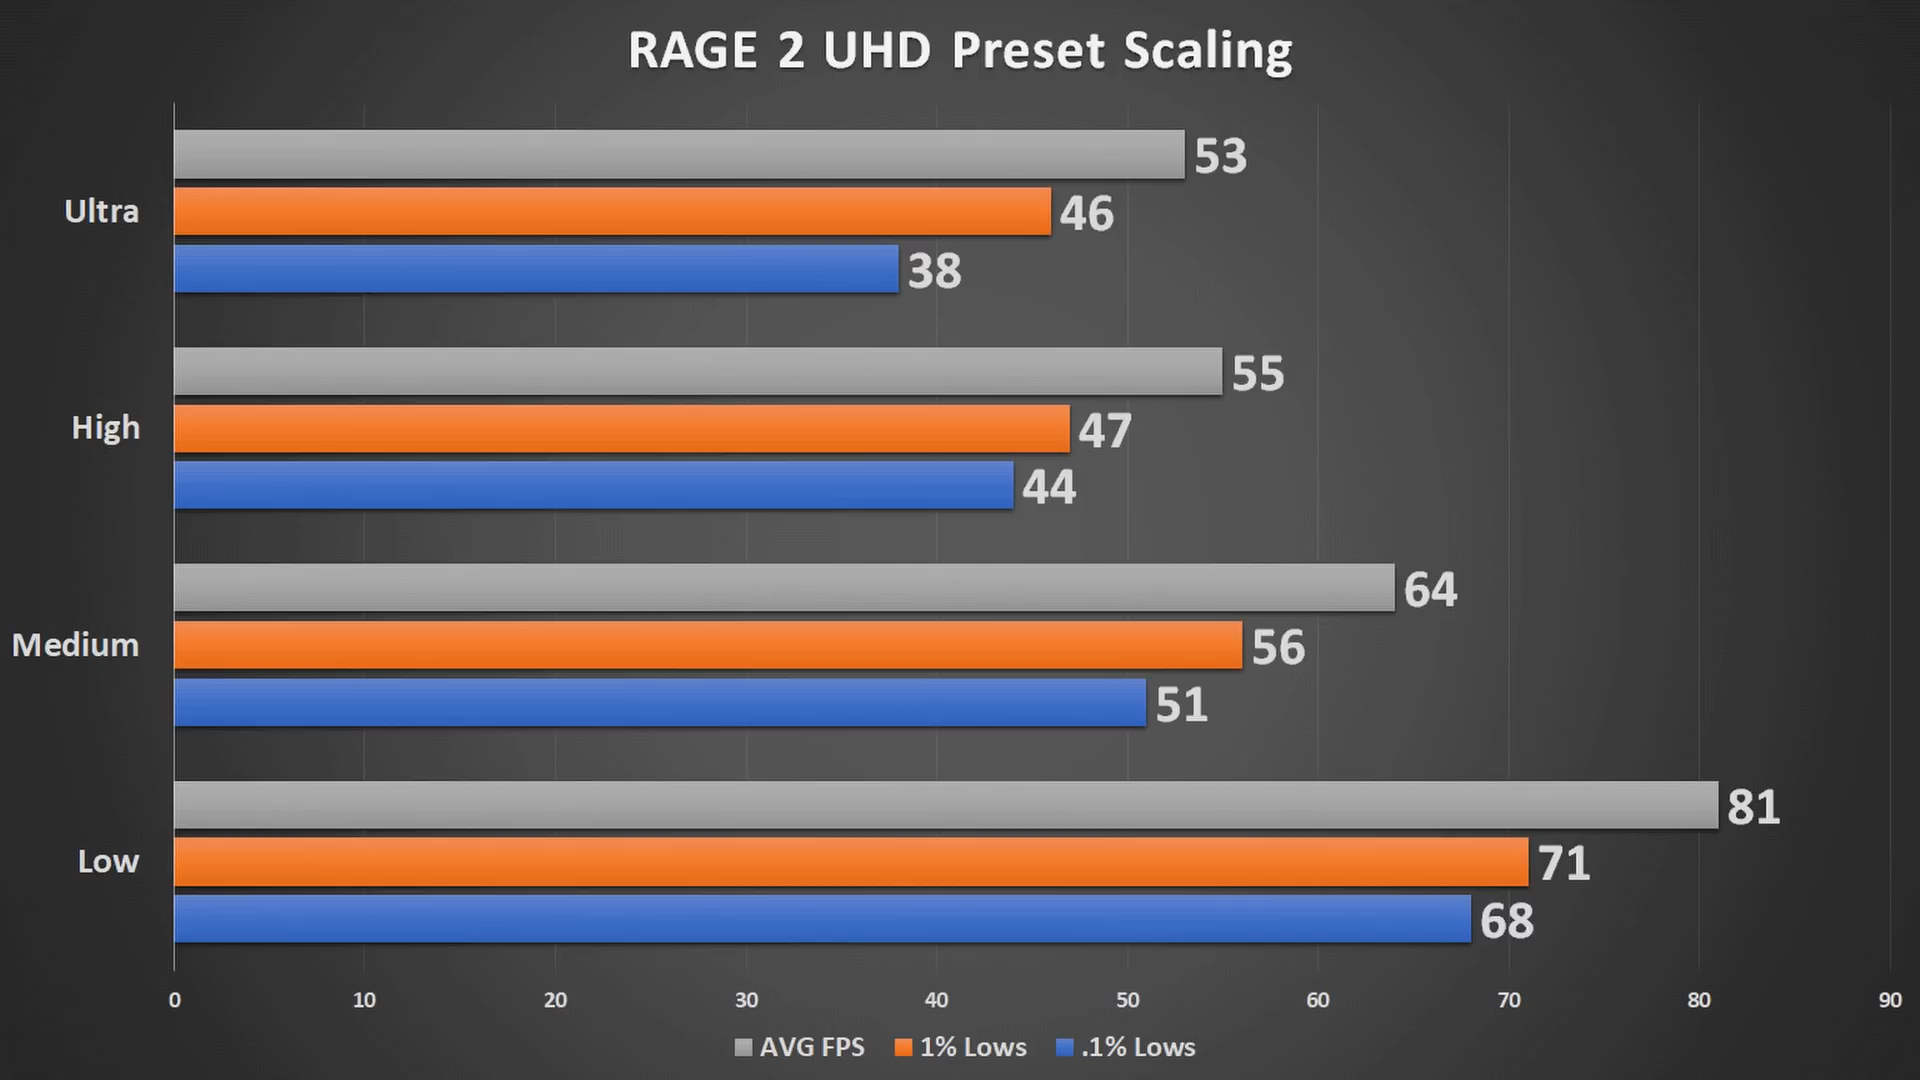 RAGE 2 UHD Preset Scaling
Ultra
53
46
38
High
55
47
44
Medium
64
56
51
Low
81
71
68
0 10 20 30 40 50 60 70 80 90
AVG FPS 1% Lows .1% Lows